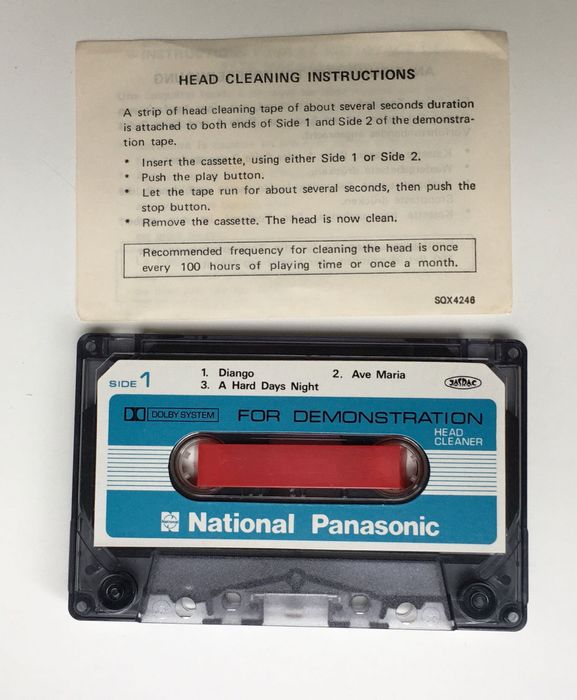 HEAD CLEANING INSTRUCTIONS
A strip of head cleaning tape of about several seconds duration
is attached to both ends of Side 1 and Side 2 of the demonstra-
tion tape.
* Insert the cassette, using either Side 1 or Side 2.
* Push the play button.
* Let the tape run for about several seconds, then push the
stop button.
* Remove the cassette. The head is now clean.
Recommended frequency for cleaning the head is once
every 100 hours of playing time or once a month.
SQX4246
SIDE 1
1. Diango 2. Ave Maria
3. A Hard Days Night
JASRAC
DOLBY SYSTEM FOR DEMONSTRATION
HEAD
CLEANER
National Panasonic